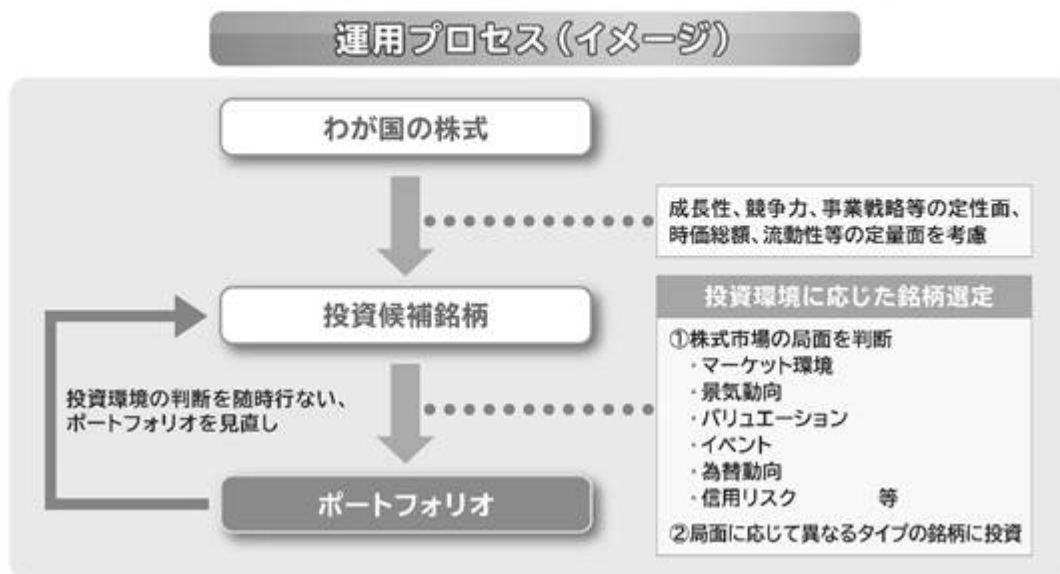 運用プロセス（イメージ）
わが国の株式
成長性、競争力、事業戦略等の定性面、
時価総額、流動性等の定量面を考慮
投資候補銘柄
投資環境に応じた銘柄選定
①株式市場の局面を判断
・マーケット環境
・景気動向
・バリュエーション
・イベント
・為替動向
・信用リスク 等
②局面に応じて異なるタイプの銘柄に投資
投資環境の判断を随時行ない、
ポートフォリオを見直し
ポートフォリオ